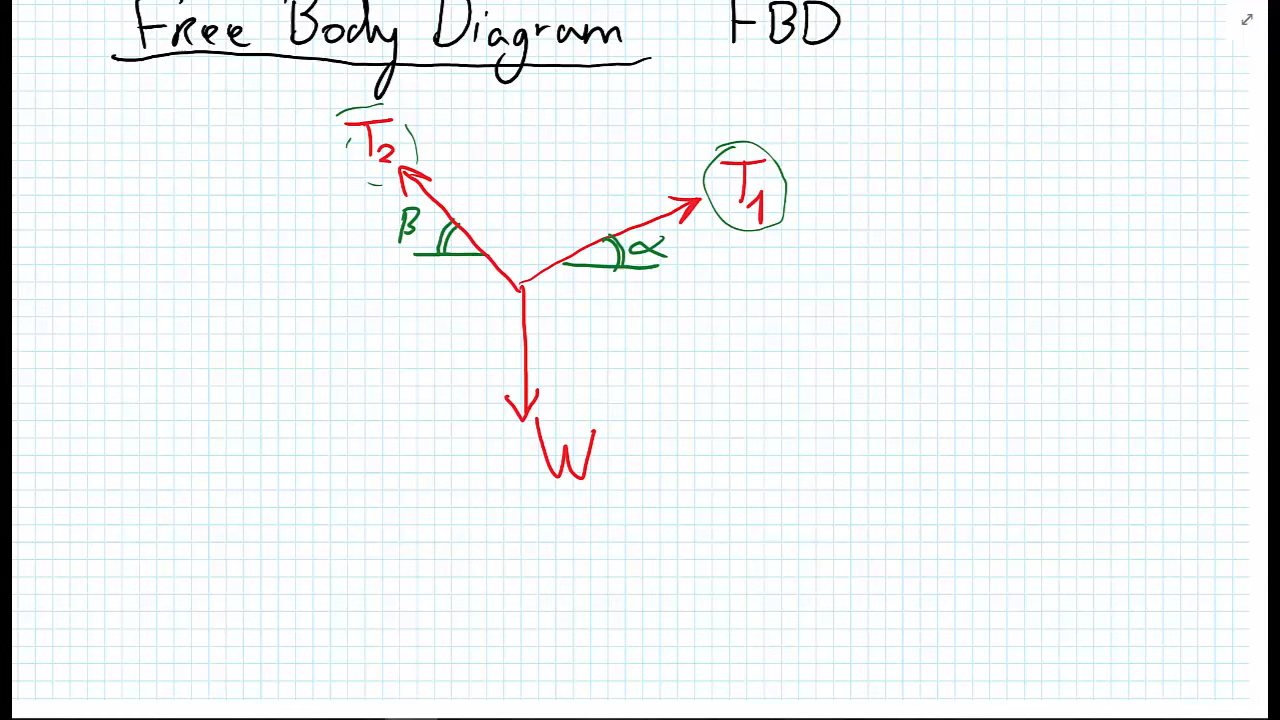 Free Body Diagram FBD
T2
T1
β
α
W